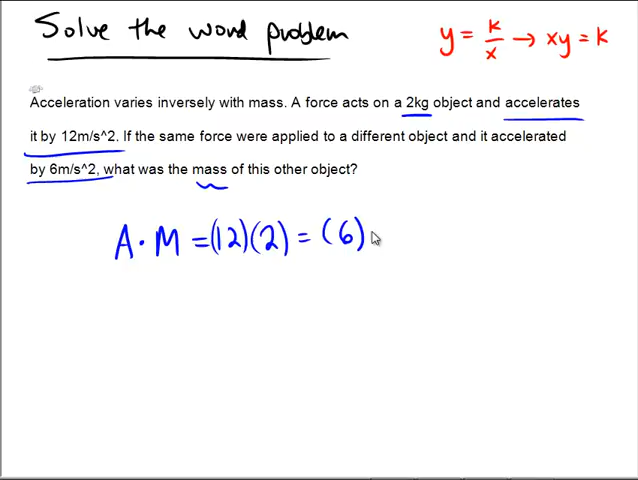 Solve the word problem
y = k/x → xy = k
Acceleration varies inversely with mass. A force acts on a 2kg object and accelerates
it by 12m/s^2. If the same force were applied to a different object and it accelerated
by 6m/s^2, what was the mass of this other object?
A · M = (12)(2) = (6)